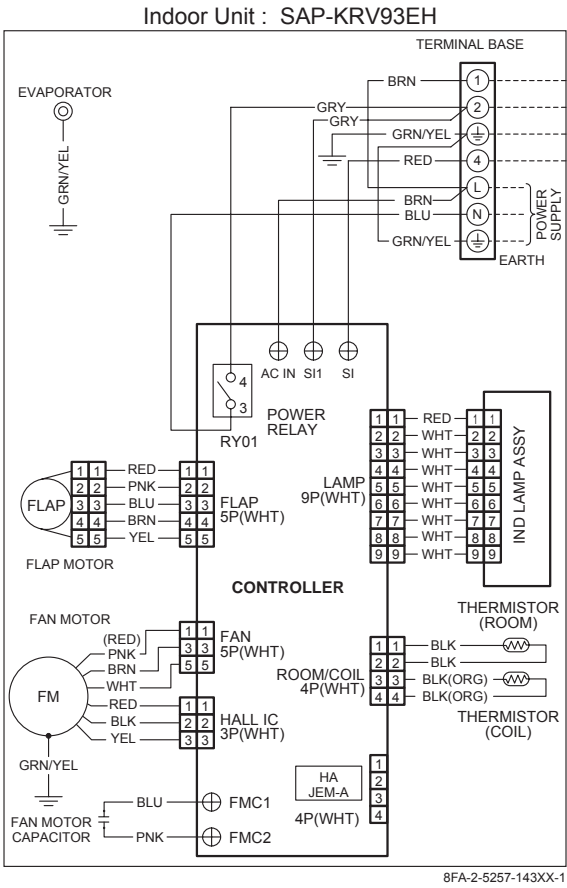 Indoor Unit : SAP-KRV93EH
TERMINAL BASE
EVAPORATOR
GRN/YEL
BRN 1
GRY 2
GRY
GRN/YEL
RED 4
BRN L
BLU N
GRN/YEL
POWER
SUPPLY
EARTH
AC IN SI1 SI
4
3
RY01
POWER
RELAY
1 1 RED 1 1
2 2 WHT 2 2
3 3 WHT 3 3
4 4 WHT 4 4
5 5 WHT 5 5
6 6 WHT 6 6
7 7 WHT 7 7
8 8 WHT 8 8
9 9 WHT 9 9
LAMP
9P(WHT)
IND LAMP ASSY
FLAP
1 1 RED 1 1
2 2 PNK 2 2
3 3 BLU 3 3
4 4 BRN 4 4
5 5 YEL 5 5
FLAP
5P(WHT)
FLAP MOTOR
CONTROLLER
FAN MOTOR
(RED)
PNK 1 1
BRN 3 3
WHT 5 5
FAN
5P(WHT)
FM
RED 1 1
BLK 2 2
YEL 3 3
HALL IC
3P(WHT)
GRN/YEL
THERMISTOR
(ROOM)
1 1 BLK
2 2 BLK
3 3 BLK(ORG)
4 4 BLK(ORG)
ROOM/COIL
4P(WHT)
THERMISTOR
(COIL)
HA
JEM-A
4P(WHT)
1
2
3
4
FAN MOTOR
CAPACITOR
BLU FMC1
PNK FMC2
8FA-2-5257-143XX-1